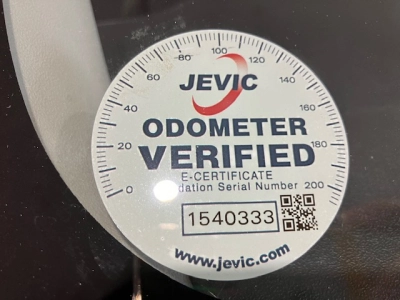 0 20 40 60 80 100 120 140 160 180 200
JEVIC
ODOMETER
VERIFIED
E-CERTIFICATE
dation Serial Number
1540333
www.jevic.com